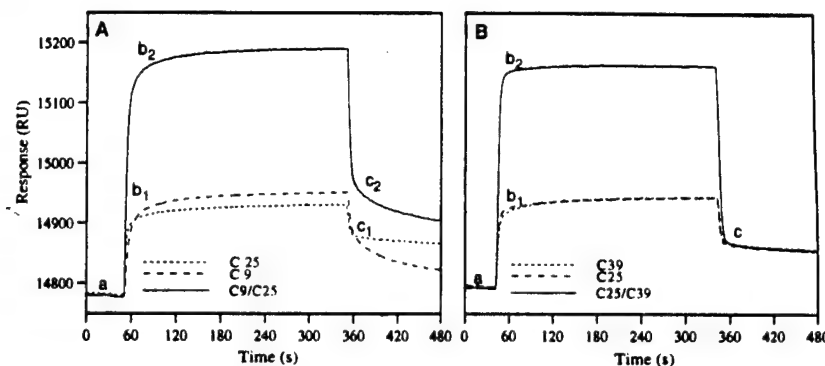 A
b2
b1
c2
c1
a
C 25
C 9
C9/C25
15200
15100
15000
14900
14800
Response (RU)
0 60 120 180 240 300 360 420 480
Time (s)
B
b2
b1
c
a
C39
C25
C25/C39
0 60 120 180 240 300 360 420 480
Time (s)